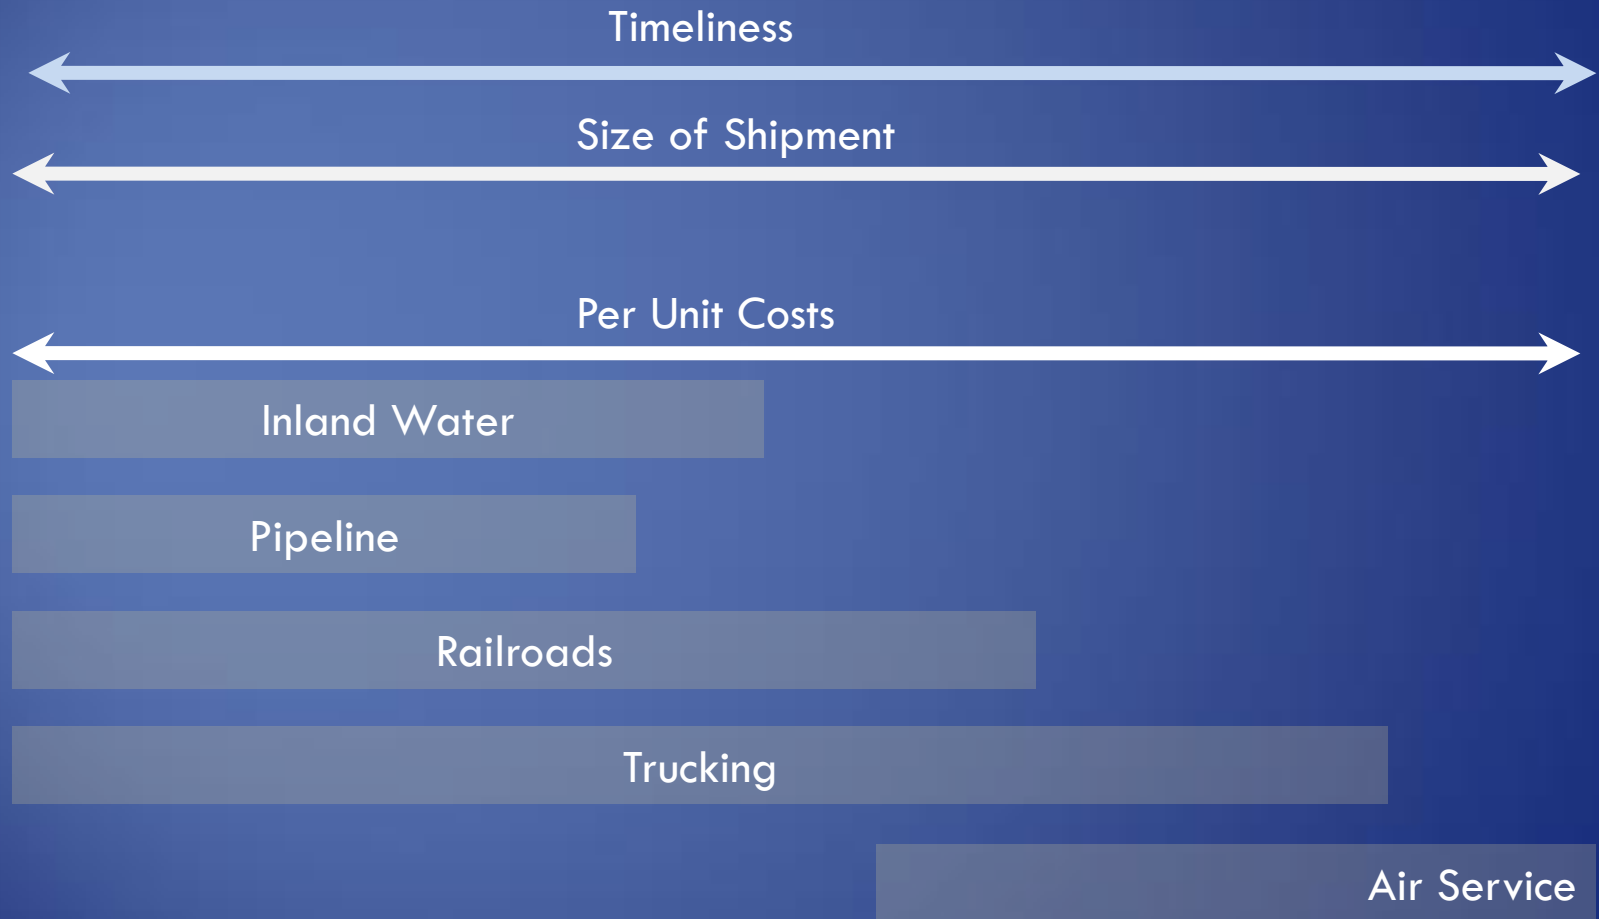 Timeliness
Size of Shipment
Per Unit Costs
Inland Water
Pipeline
Railroads
Trucking
Air Service